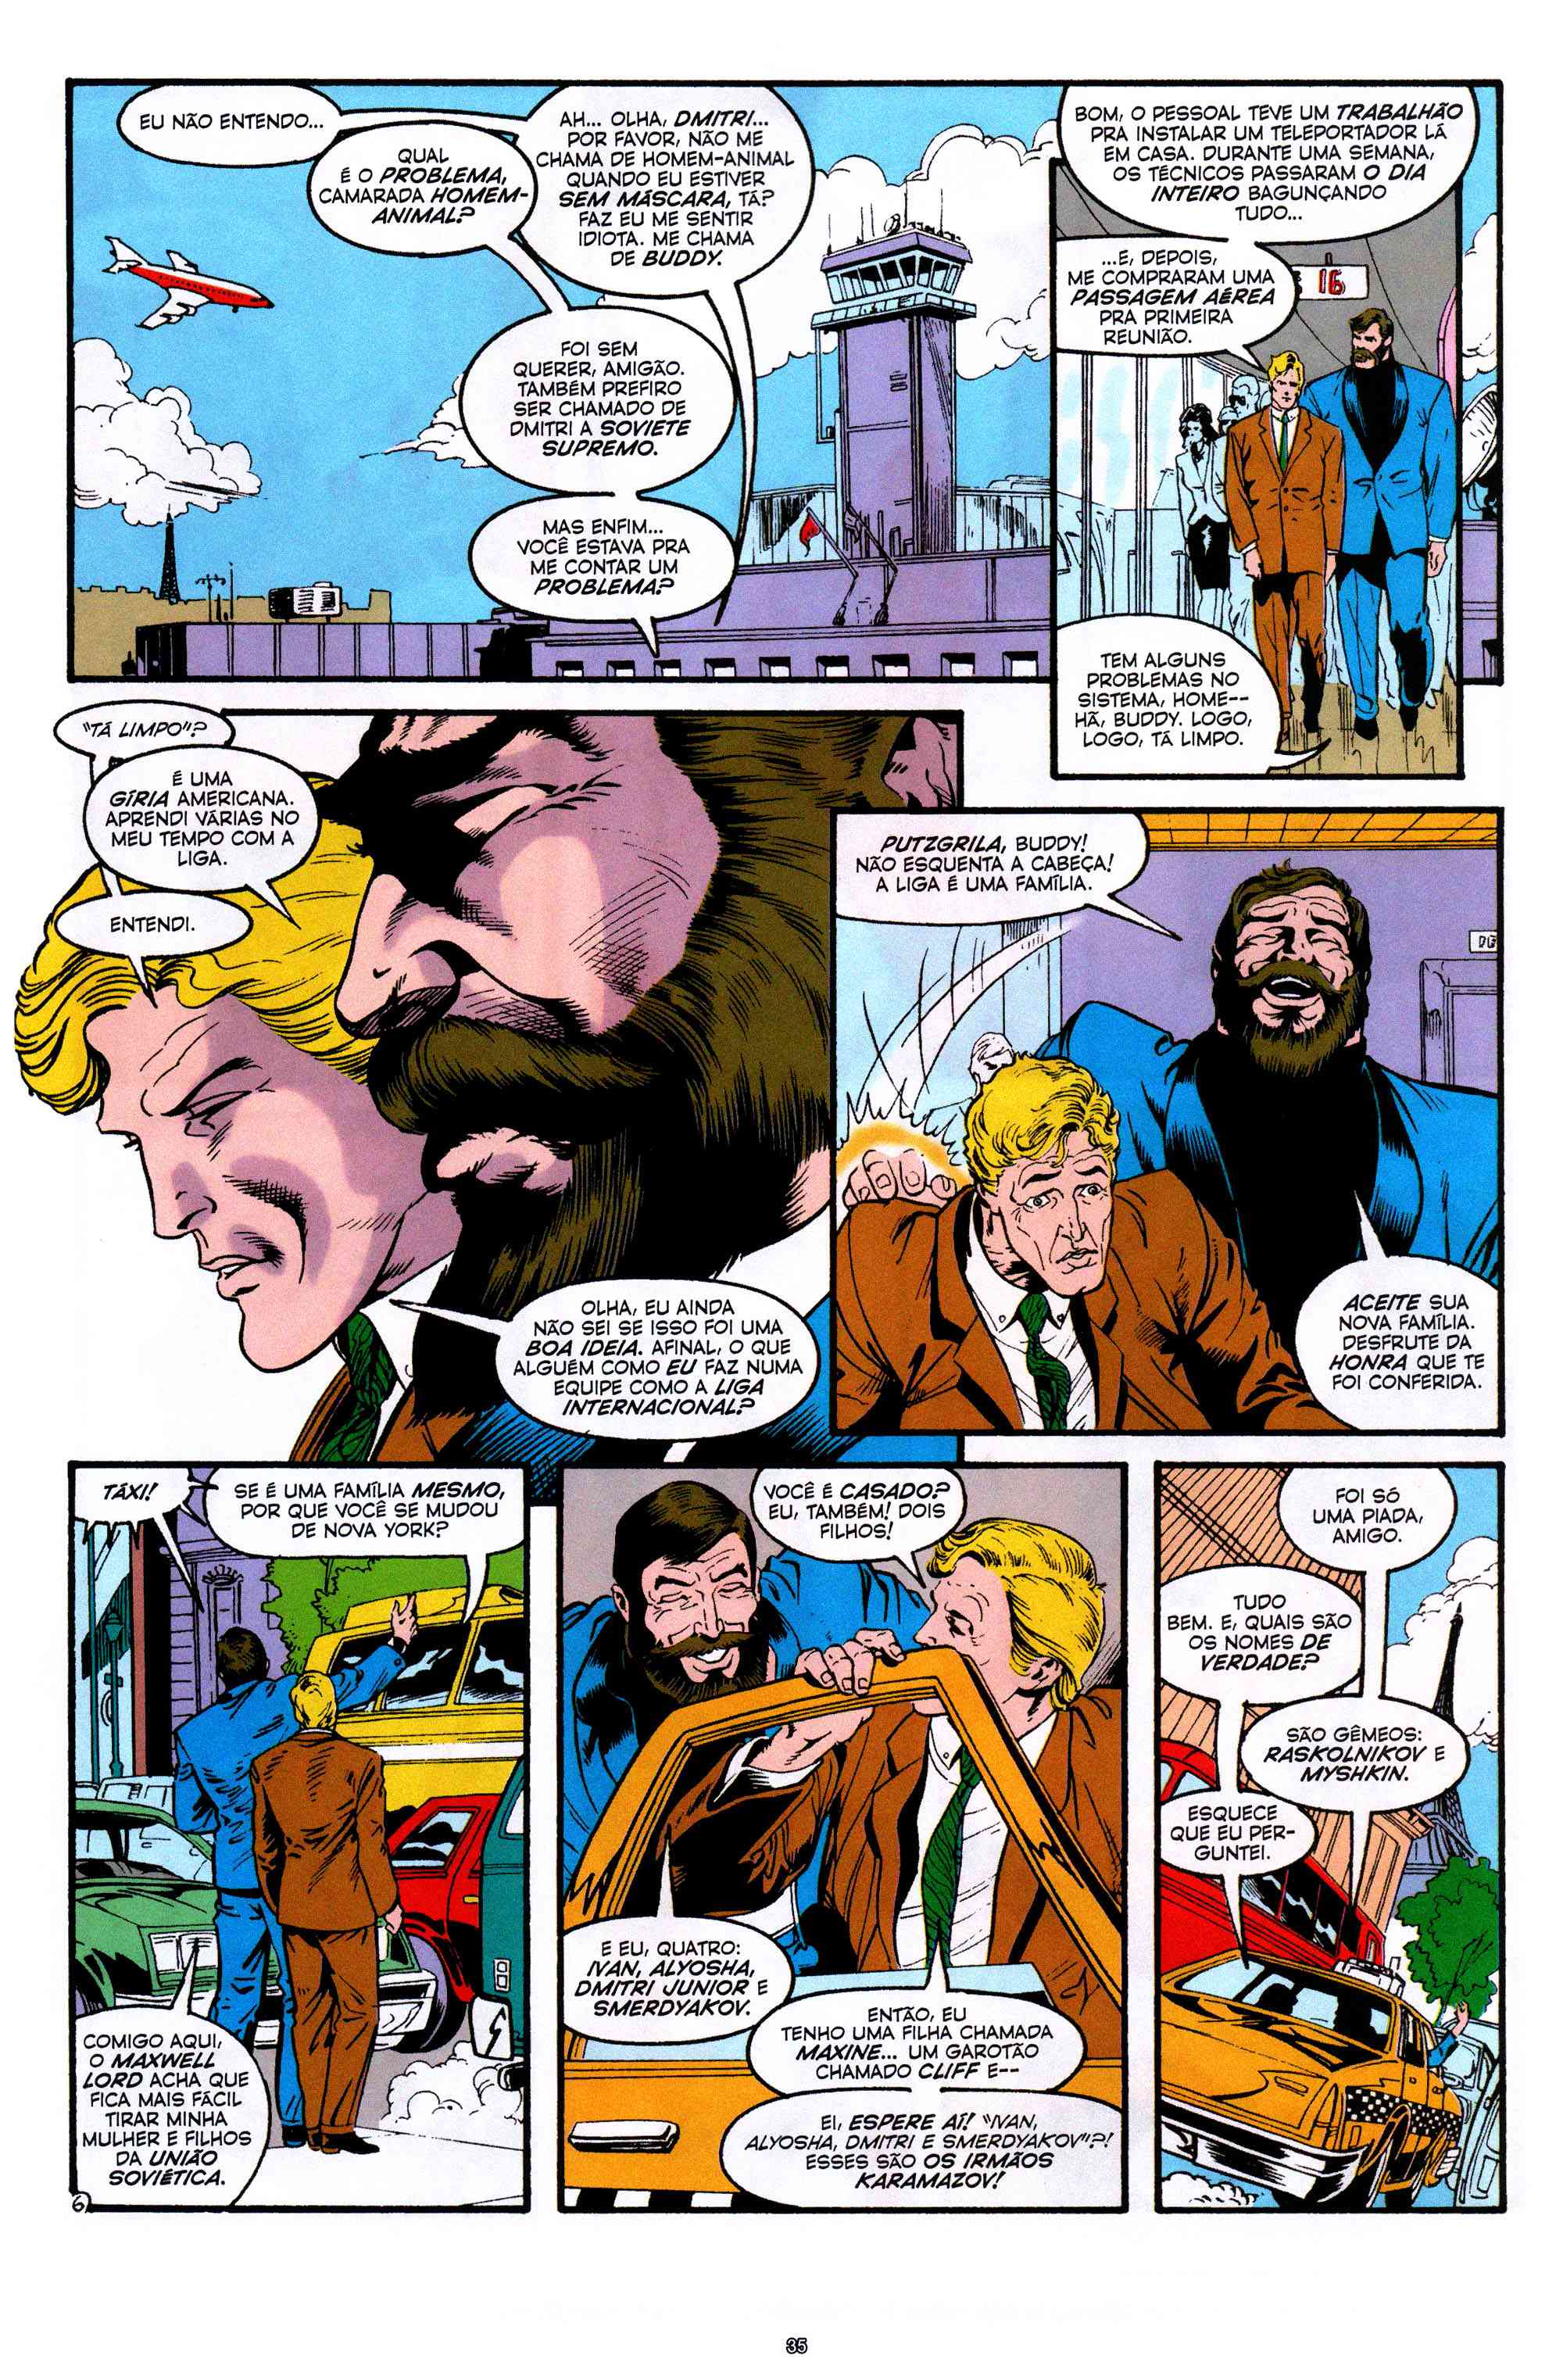 EU NÃO ENTENDO...
QUAL
É O PROBLEMA,
CAMARADA HOMEM-
ANIMAL?
AH... OLHA, DMITRI...
POR FAVOR, NÃO ME
CHAMA DE HOMEM-ANIMAL
QUANDO EU ESTIVER
SEM MÁSCARA, TÁ?
FAZ EU ME SENTIR
IDIOTA. ME CHAMA
DE BUDDY.
FOI SEM
QUERER, AMIGÃO.
TAMBÉM PREFIRO
SER CHAMADO DE
DMITRI A SOVIETE
SUPREMO.
MAS ENFIM...
VOCÊ ESTAVA PRA
ME CONTAR UM
PROBLEMA?
BOM, O PESSOAL TEVE UM TRABALHÃO
PRA INSTALAR UM TELEPORTADOR LÁ
EM CASA. DURANTE UMA SEMANA,
OS TÉCNICOS PASSARAM O DIA
INTEIRO BAGUNÇANDO
TUDO...
...E, DEPOIS,
ME COMPRARAM UMA
PASSAGEM AÉREA
PRA PRIMEIRA
REUNIÃO.
16
TEM ALGUNS
PROBLEMAS NO
SISTEMA, HOME--
HÃ, BUDDY. LOGO,
LOGO, TÁ LIMPO.
"TÁ LIMPO"?
É UMA
GÍRIA AMERICANA.
APRENDI VÁRIAS NO
MEU TEMPO COM A
LIGA.
ENTENDI.
OLHA, EU AINDA
NÃO SEI SE ISSO FOI UMA
BOA IDEIA. AFINAL, O QUE
ALGUÉM COMO EU FAZ NUMA
EQUIPE COMO A LIGA
INTERNACIONAL?
PUTZGRILA, BUDDY!
NÃO ESQUENTA A CABEÇA!
A LIGA É UMA FAMÍLIA.
ACEITE SUA
NOVA FAMÍLIA.
DESFRUTE DA
HONRA QUE TE
FOI CONFERIDA.
TÁXI!
SE É UMA FAMÍLIA MESMO,
POR QUE VOCÊ SE MUDOU
DE NOVA YORK?
COMIGO AQUI,
O MAXWELL
LORD ACHA QUE
FICA MAIS FÁCIL
TIRAR MINHA
MULHER E FILHOS
DA UNIÃO
SOVIÉTICA.
6
VOCÊ É CASADO?
EU, TAMBÉM! DOIS
FILHOS!
E EU, QUATRO:
IVAN, ALYOSHA,
DMITRI JUNIOR E
SMERDYAKOV.
ENTÃO, EU
TENHO UMA FILHA CHAMADA
MAXINE... UM GAROTÃO
CHAMADO CLIFF E--
EI, ESPERE AÍ! "IVAN,
ALYOSHA, DMITRI E SMERDYAKOV"?!
ESSES SÃO OS IRMÃOS
KARAMAZOV!
FOI SÓ
UMA PIADA,
AMIGO.
TUDO
BEM. E, QUAIS SÃO
OS NOMES DE
VERDADE?
SÃO GÊMEOS:
RASKOLNIKOV E
MYSHKIN.
ESQUECE
QUE EU PER-
GUNTEI.
35